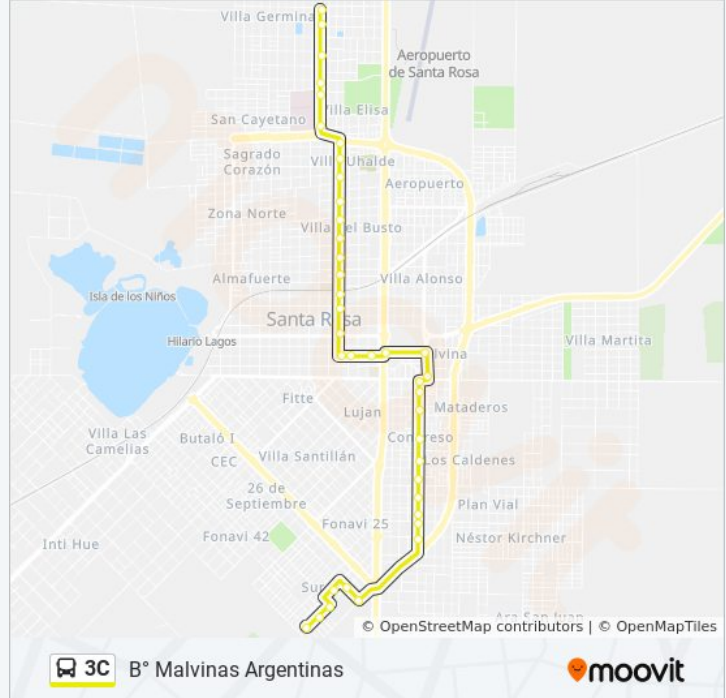 Villa Germinal
Aeropuerto
de Santa Rosa
Villa Elisa
San Cayetano
Sagrado
Corazón
Villa Uhalde
Aeropuerto
Zona Norte
Villa del Busto
Almafuerte
Villa Alonso
Isla de los Niños
Santa Rosa
Hilario Lagos
Villa Martita
Fitte
Lujan
Mataderos
Villa Las
Camelias
Butaló I
Congreso
CEC
Villa Santillán
Los Caldenes
26 de
Septiembre
Plan Vial
Fonavi 42
Fonavi 25
Néstor Kirchner
Inti Hue
Ara San Juan
© OpenStreetMap contributors | © OpenMapTiles
3C B° Malvinas Argentinas
moovit